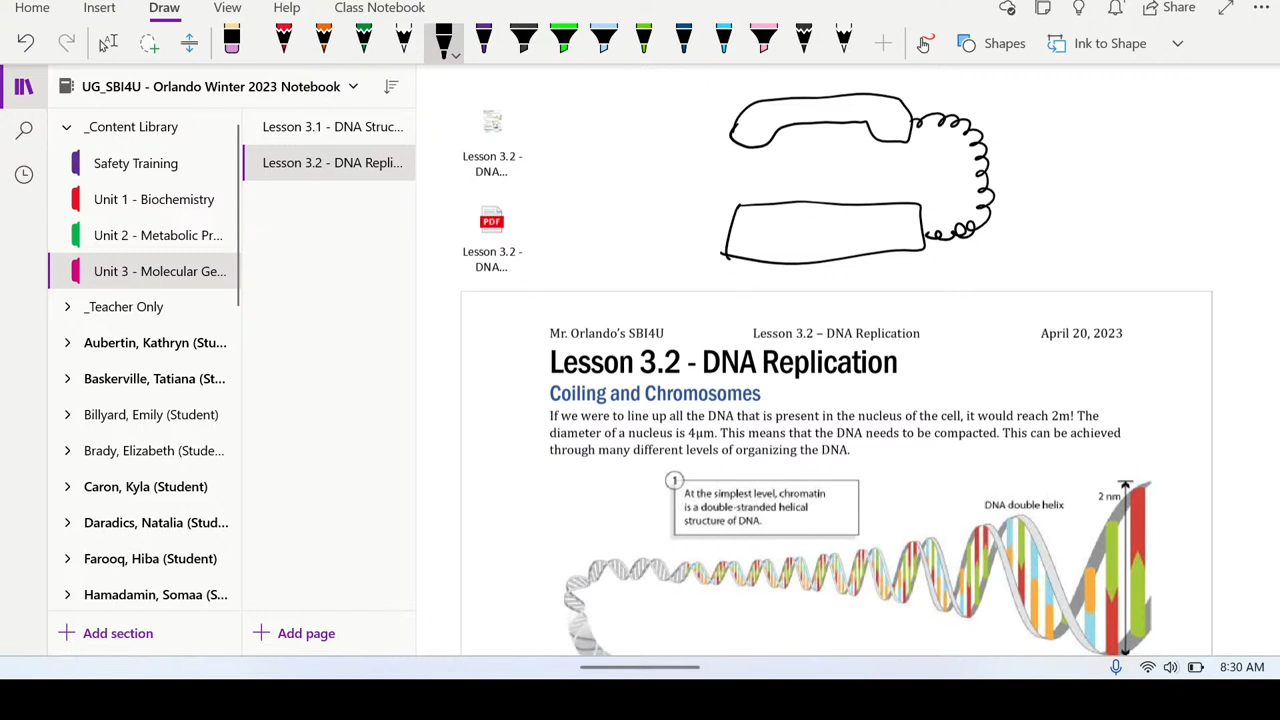 Home Insert Draw View Help Class Notebook Share
Shapes Ink to Shape
UG_SBI4U - Orlando Winter 2023 Notebook
_Content Library
Safety Training
Unit 1 - Biochemistry
Unit 2 - Metabolic Pr...
Unit 3 - Molecular Ge...
_Teacher Only
Aubertin, Kathryn (Stu...
Baskerville, Tatiana (St...
Billyard, Emily (Student)
Brady, Elizabeth (Stude...
Caron, Kyla (Student)
Daradics, Natalia (Stud...
Farooq, Hiba (Student)
Hamadamin, Somaa (S...
Add section
Lesson 3.1 - DNA Struc...
Lesson 3.2 - DNA Repli...
Add page
Lesson 3.2 -
DNA...
PDF
Lesson 3.2 -
DNA...
Mr. Orlando's SBI4U Lesson 3.2 – DNA Replication April 20, 2023
Lesson 3.2 - DNA Replication
Coiling and Chromosomes
If we were to line up all the DNA that is present in the nucleus of the cell, it would reach 2m! The
diameter of a nucleus is 4μm. This means that the DNA needs to be compacted. This can be achieved
through many different levels of organizing the DNA.
1
At the simplest level, chromatin
is a double-stranded helical
structure of DNA.
DNA double helix
2 nm
8:30 AM